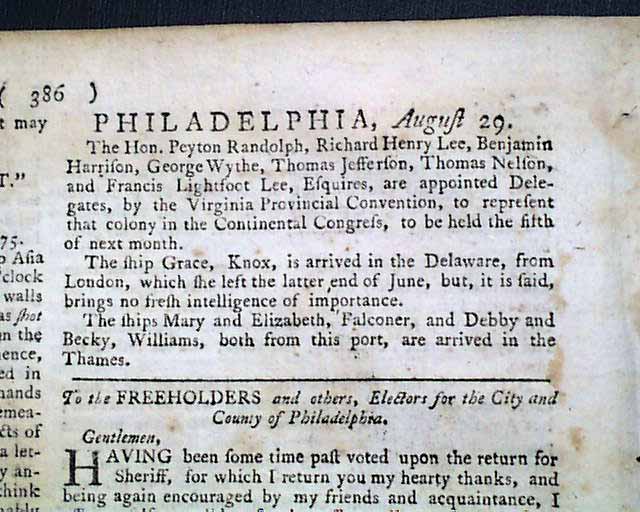 ( 386 )
t may
T."
75.
p Asia
'clock
walls
as ſhot
n the
nence,
ed in
hands
emea-
cts of
a let-
y an-
think
PHILADELPHIA, Auguſt 29.
The Hon. Peyton Randolph, Richard Henry Lee, Benjamin
Harriſon, George Wythe, Thomas Jefferſon, Thomas Nelſon,
and Francis Lightfoot Lee, Eſquires, are appointed Dele-
gates, by the Virginia Provincial Convention, to repreſent
that colony in the Continental Congreſs, to be held the fifth
of next month.
The ſhip Grace, Knox, is arrived in the Delaware, from
London, which ſhe left the latter end of June, but, it is ſaid,
brings no freſh intelligence of importance.
The ſhips Mary and Elizabeth, Falconer, and Debby and
Becky, Williams, both from this port, are arrived in the
Thames.
To the FREEHOLDERS and others, Electors for the City and
County of Philadelphia.
Gentlemen,
HAVING been ſome time paſt voted upon the return for
Sheriff, for which I return you my hearty thanks, and
being again encouraged by my friends and acquaintance, I